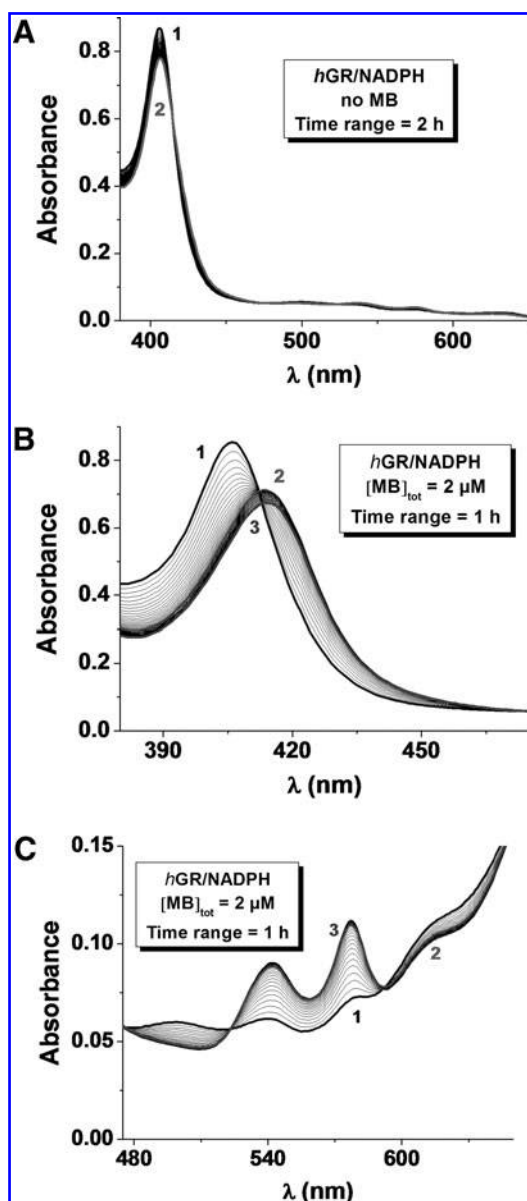 A
0.8
0.6
0.4
0.2
0.0
Absorbance
1
2
hGR/NADPH
no MB
Time range = 2 h
400
500
600
λ (nm)
B
0.8
0.6
0.4
0.2
0.0
Absorbance
1
2
3
hGR/NADPH
[MB]tot = 2 µM
Time range = 1 h
390
420
450
λ (nm)
C
0.15
0.10
0.05
0.00
Absorbance
hGR/NADPH
[MB]tot = 2 µM
Time range = 1 h
3
1
2
480
540
600
λ (nm)